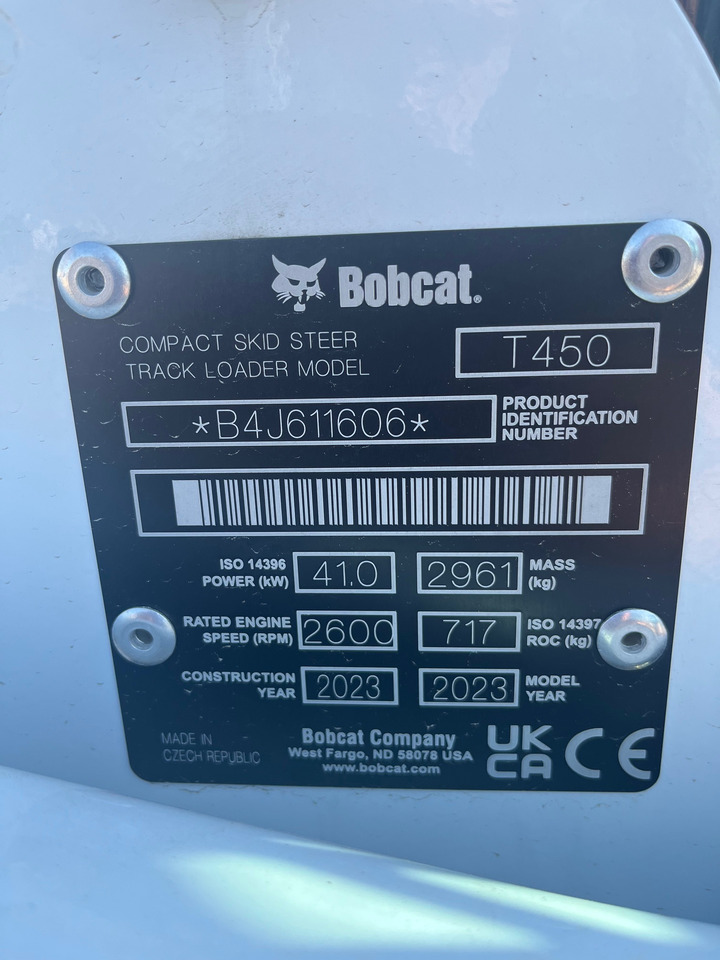 Bobcat®
COMPACT SKID STEER
TRACK LOADER MODEL
T450
*B4J611606*
PRODUCT
IDENTIFICATION
NUMBER
ISO 14396
POWER (kW)
41.0
2961
MASS
(kg)
RATED ENGINE
SPEED (RPM)
2600
717
ISO 14397
ROC (kg)
CONSTRUCTION
YEAR
2023
2023
MODEL
YEAR
MADE IN
CZECH REPUBLIC
Bobcat Company
West Fargo, ND 58078 USA
www.bobcat.com
UK
CA
CE